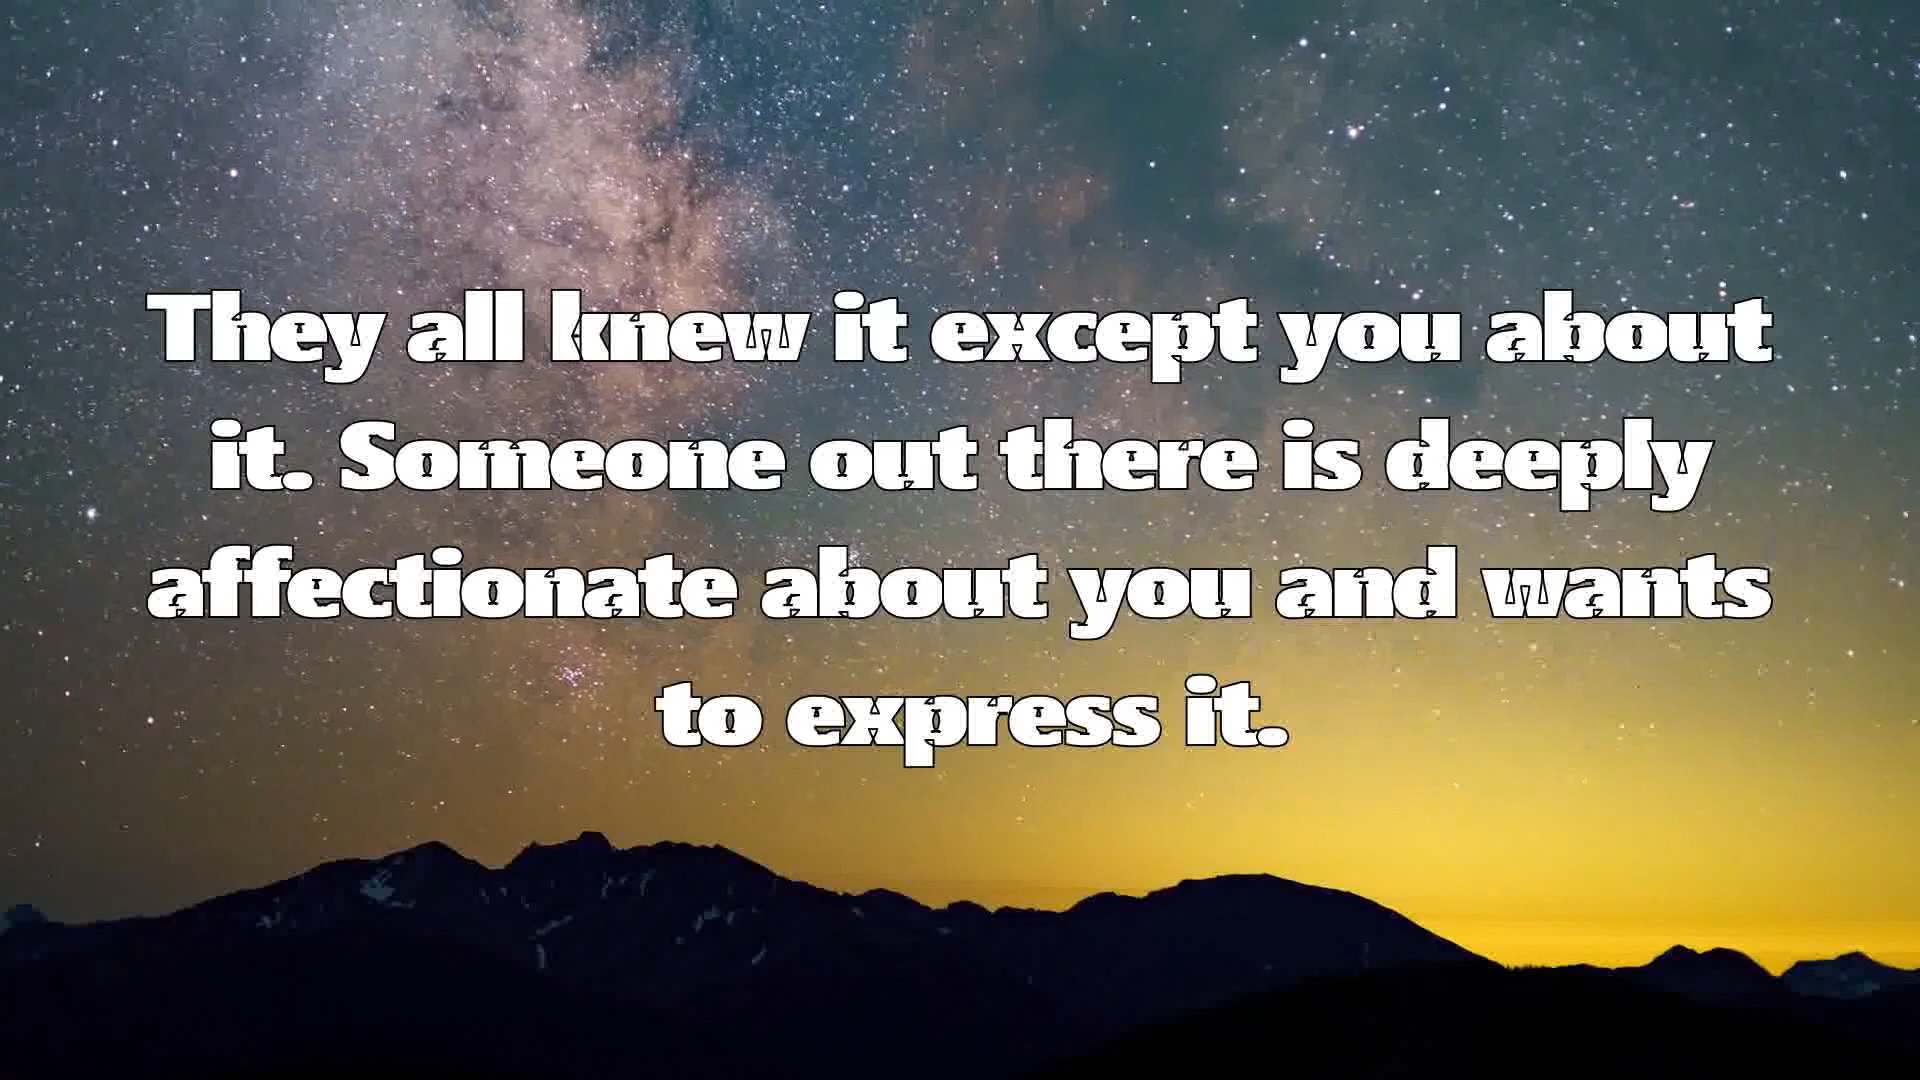 They all knew it except you about
it. Someone out there is deeply
affectionate about you and wants
to express it.